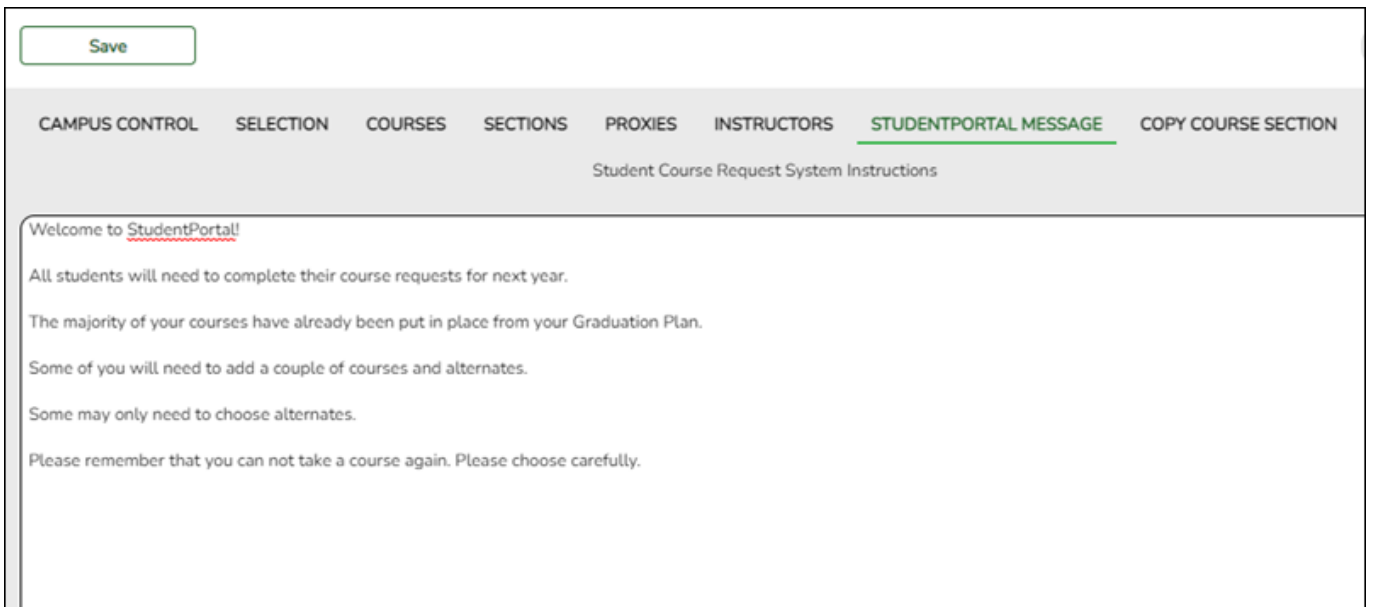 Save
CAMPUS CONTROL SELECTION COURSES SECTIONS PROXIES INSTRUCTORS STUDENTPORTAL MESSAGE COPY COURSE SECTION
Student Course Request System Instructions
Welcome to StudentPortal!
All students will need to complete their course requests for next year.
The majority of your courses have already been put in place from your Graduation Plan.
Some of you will need to add a couple of courses and alternates.
Some may only need to choose alternates.
Please remember that you can not take a course again. Please choose carefully.